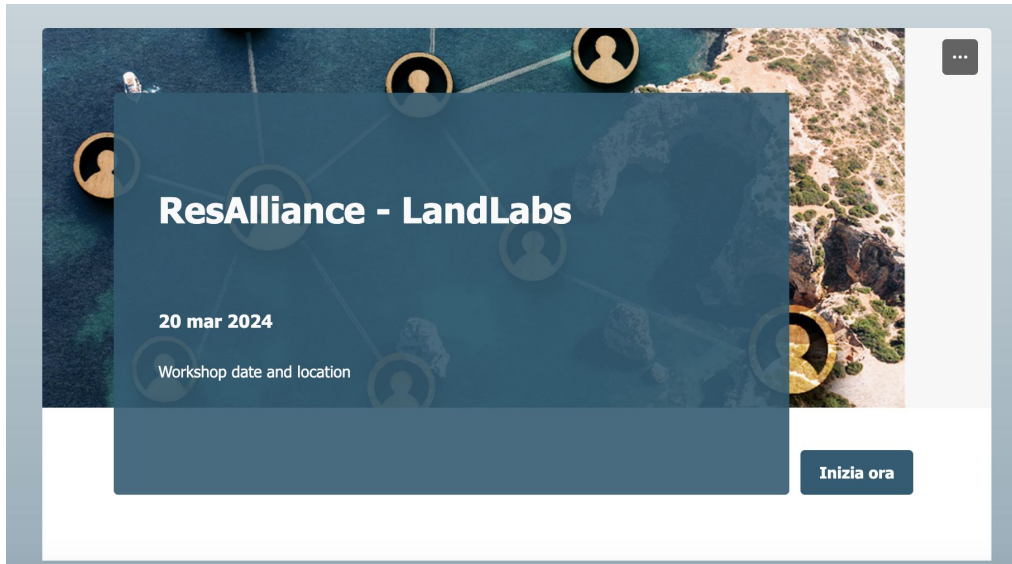 ResAlliance - LandLabs
20 mar 2024
Workshop date and location
Inizia ora